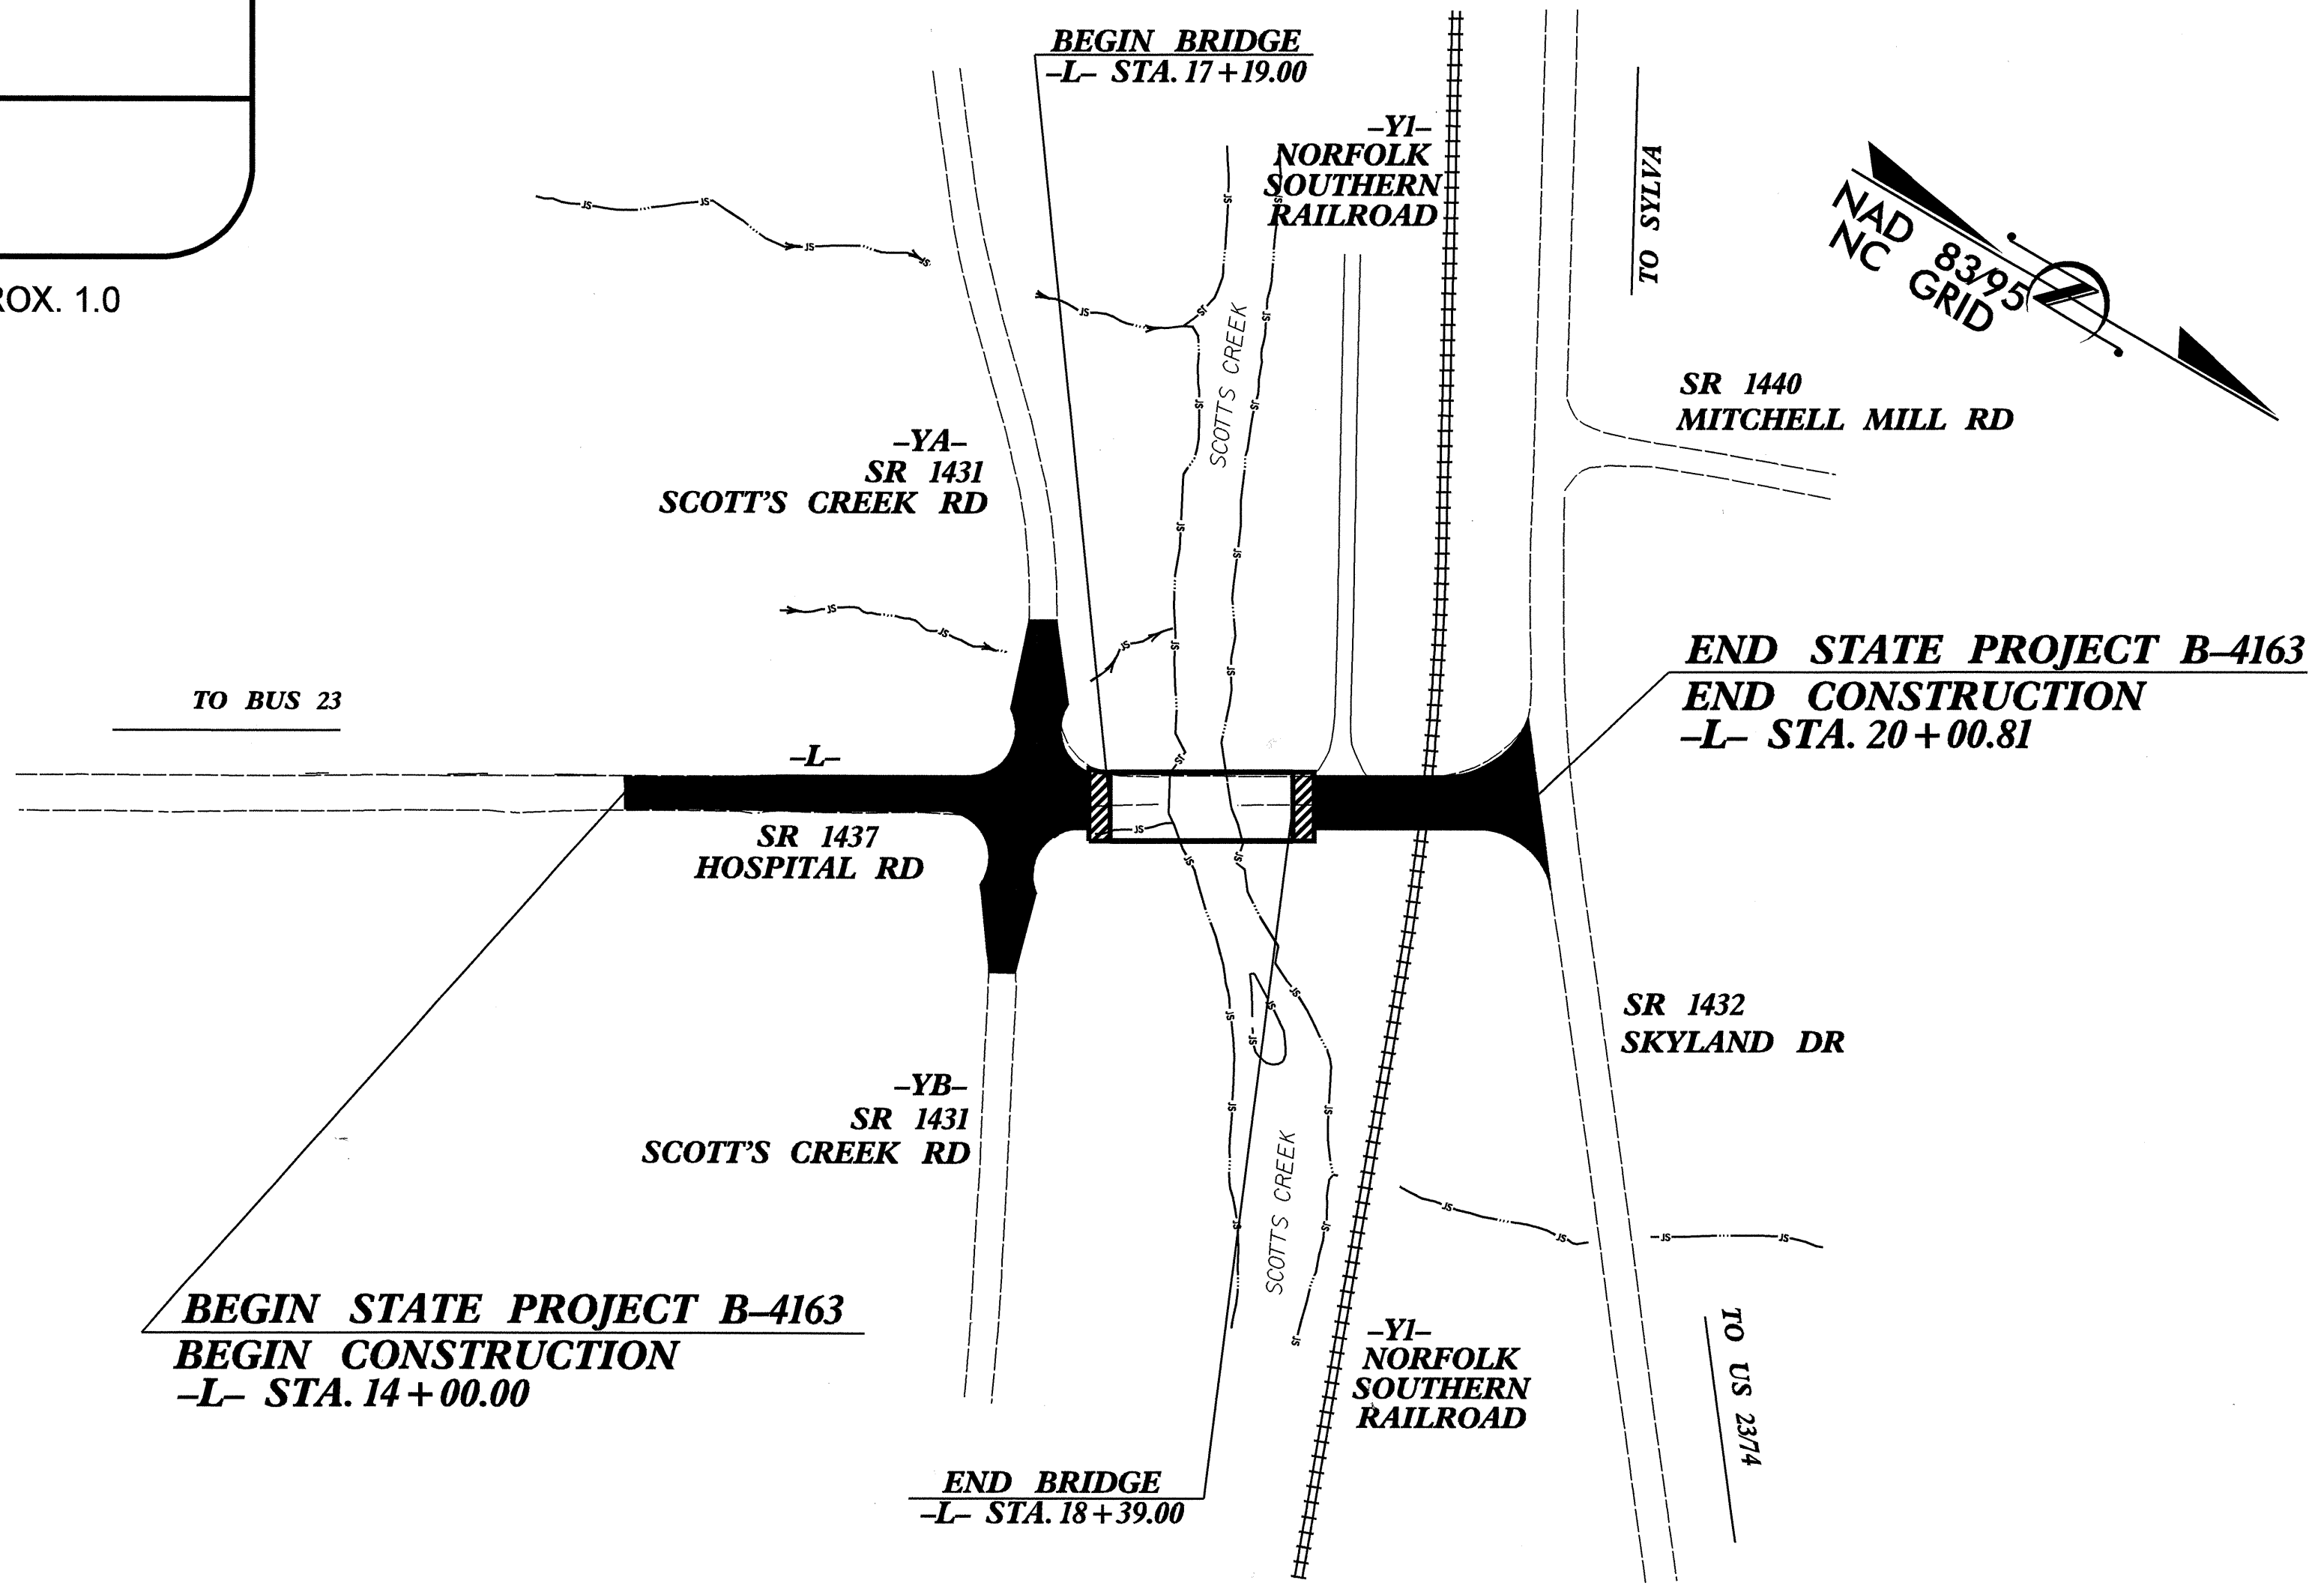 BEGIN BRIDGE
-L- STA. 17+19.00
-Y1-
NORFOLK
SOUTHERN
RAILROAD
TO SYLVA
NAD 83/95
NC GRID
ROX. 1.0
SCOTTS CREEK
SR 1440
MITCHELL MILL RD
-YA-
SR 1431
SCOTT'S CREEK RD
END STATE PROJECT B-4163
END CONSTRUCTION
-L- STA. 20+00.81
TO BUS 23
-L-
SR 1437
HOSPITAL RD
SR 1432
SKYLAND DR
-YB-
SR 1431
SCOTT'S CREEK RD
SCOTTS CREEK
BEGIN STATE PROJECT B-4163
BEGIN CONSTRUCTION
-L- STA. 14+00.00
-Y1-
NORFOLK
SOUTHERN
RAILROAD
TO US 23/74
END BRIDGE
-L- STA. 18+39.00